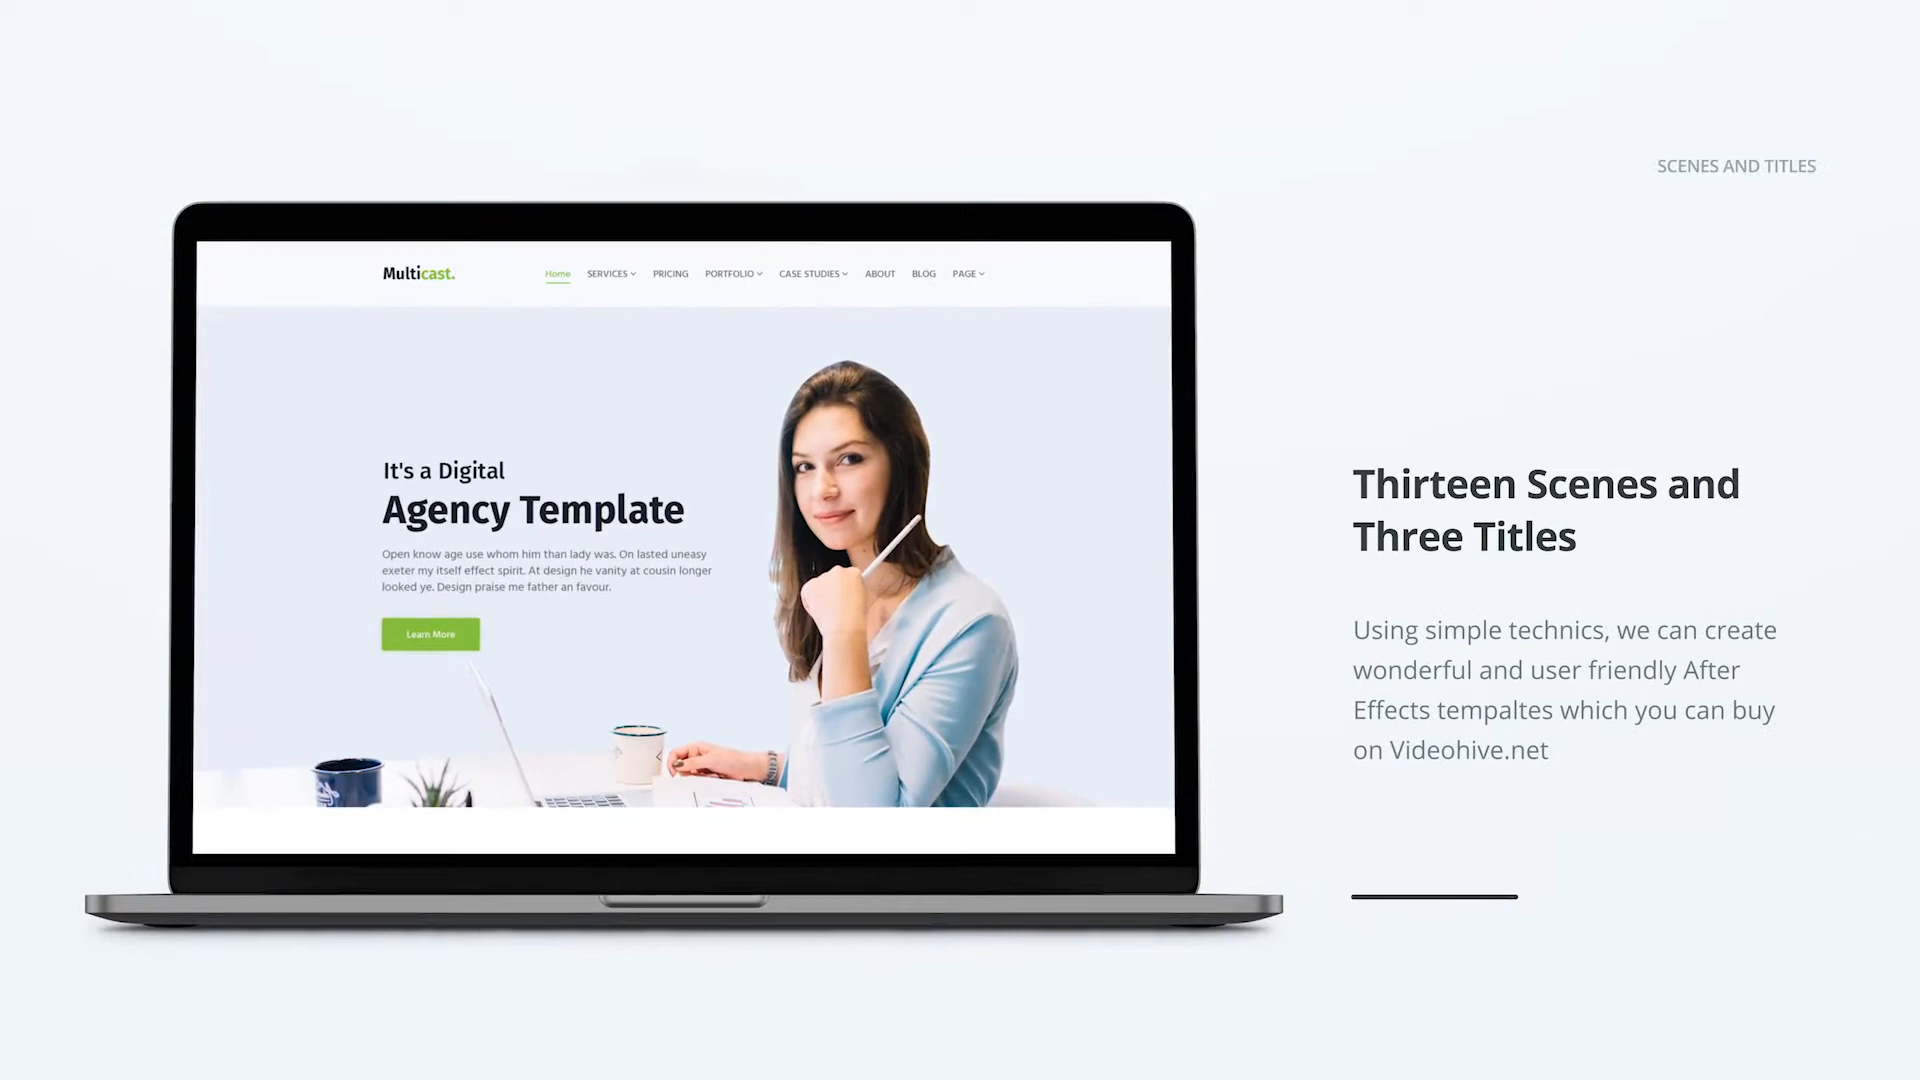 SCENES AND TITLES
Multicast.
Home SERVICES PRICING PORTFOLIO CASE STUDIES ABOUT BLOG PAGE
It's a Digital
Agency Template
Open know age use whom him than lady was. On lasted uneasy
exeter my itself effect spirit. At design he vanity at cousin longer
looked ye. Design praise me father an favour.
Learn More
Thirteen Scenes and
Three Titles
Using simple technics, we can create
wonderful and user friendly After
Effects tempaltes which you can buy
on Videohive.net